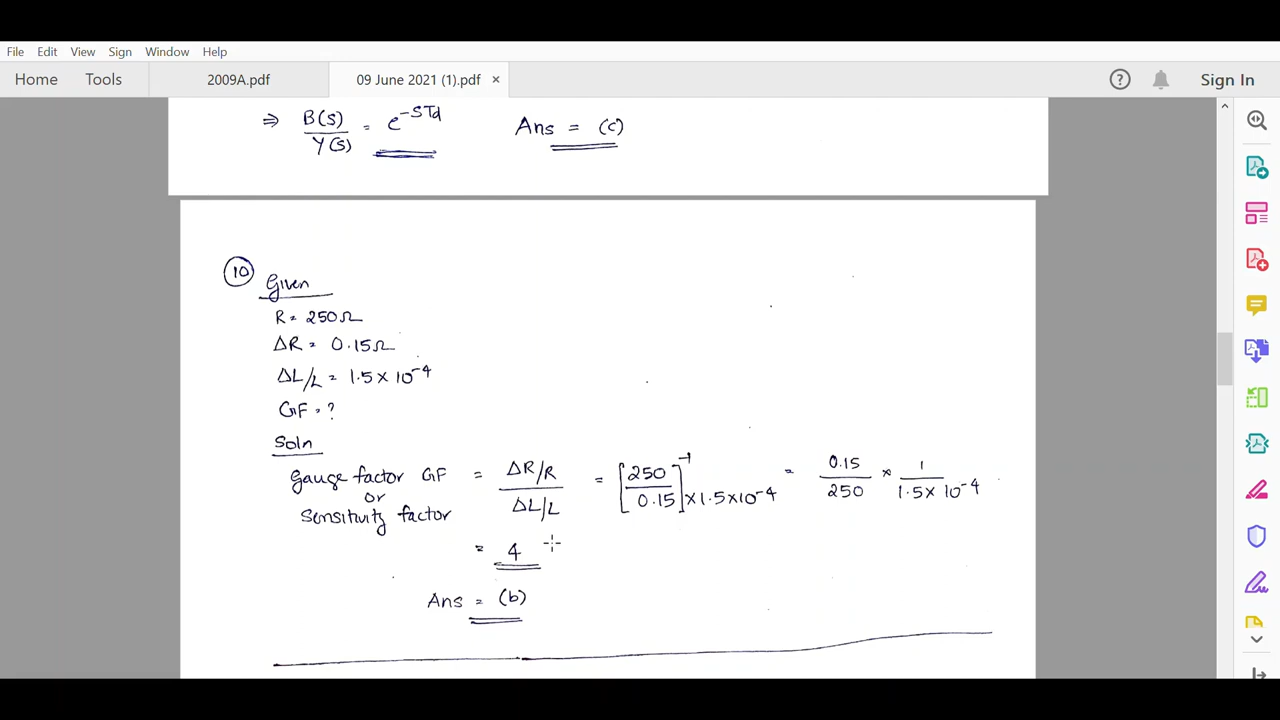 File Edit View Sign Window Help
Home Tools 2009A.pdf 09 June 2021 (1).pdf × ? Sign In
⇒ B(s)/Y(s) = e^-STd Ans = (c)
10 Given
R = 250Ω
ΔR = 0.15Ω
ΔL/L = 1.5 × 10^-4
GF = ?
Soln
Gauge factor GF = ΔR/R / ΔL/L = [250/0.15]^-1 × 1.5×10^-4 = 0.15/250 × 1/1.5×10^-4
or
Sensitivity factor
= 4
Ans = (b)